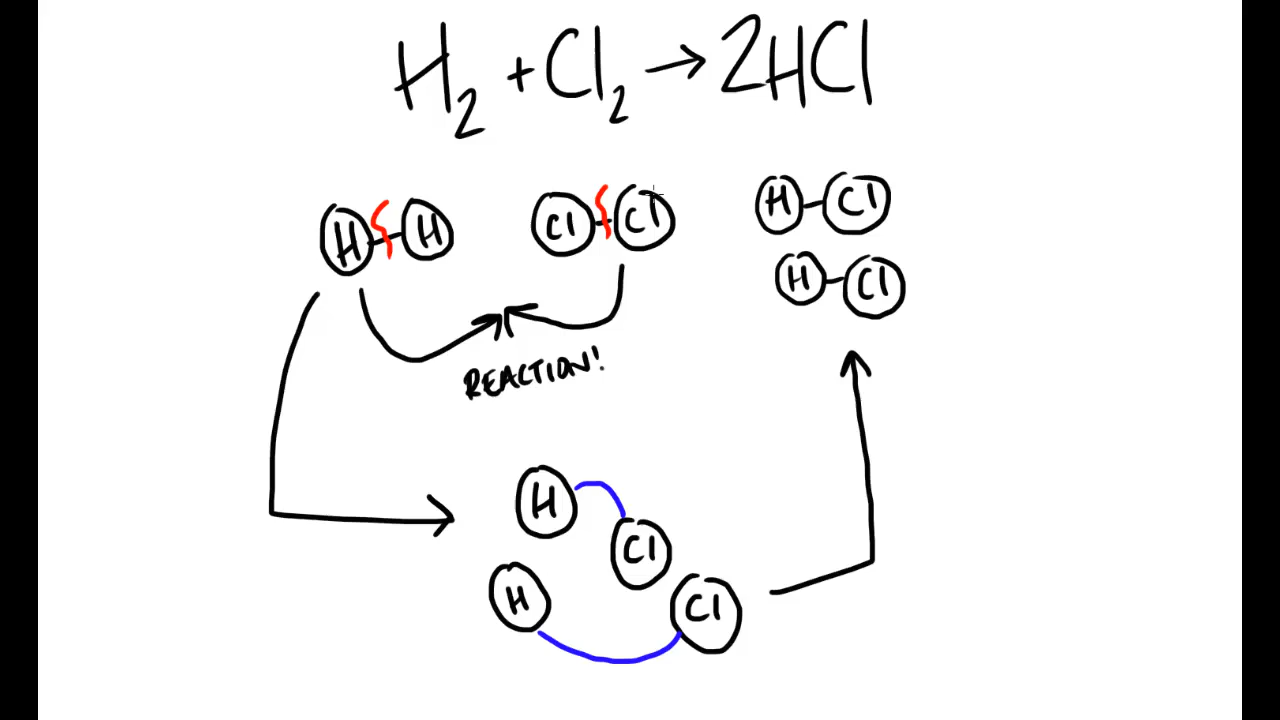 H₂ + Cl₂ → 2HCl
H - H Cl - Cl H - Cl
H - Cl
REACTION!
H
Cl
H Cl